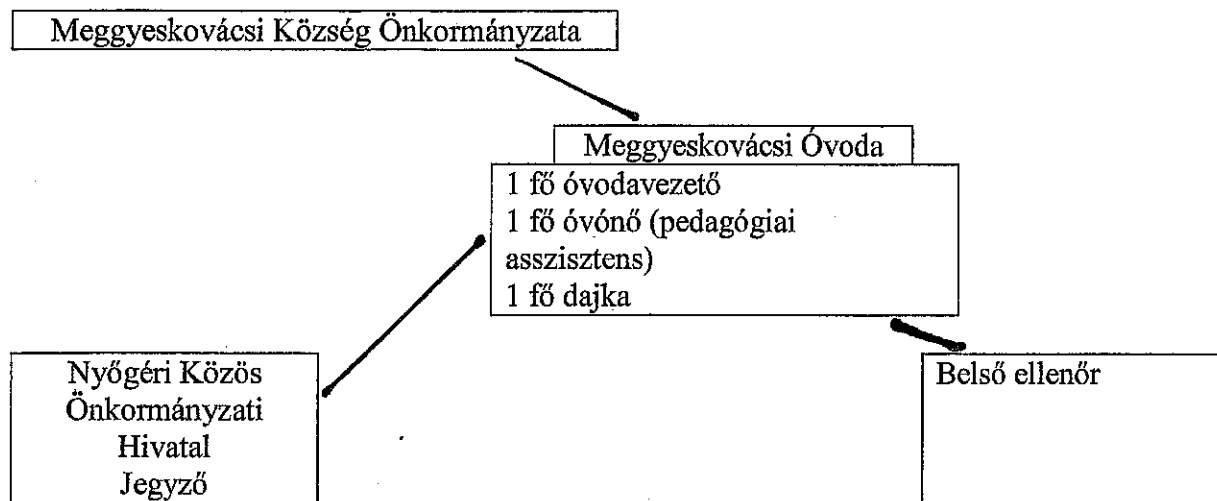 Meggyeskovácsi Község Önkormányzata
Meggyeskovácsi Óvoda
1 fő óvodavezető
1 fő óvónő (pedagógiai
asszisztens)
1 fő dajka
Nyőgéri Közös
Önkormányzati
Hivatal
Jegyző
Belső ellenőr